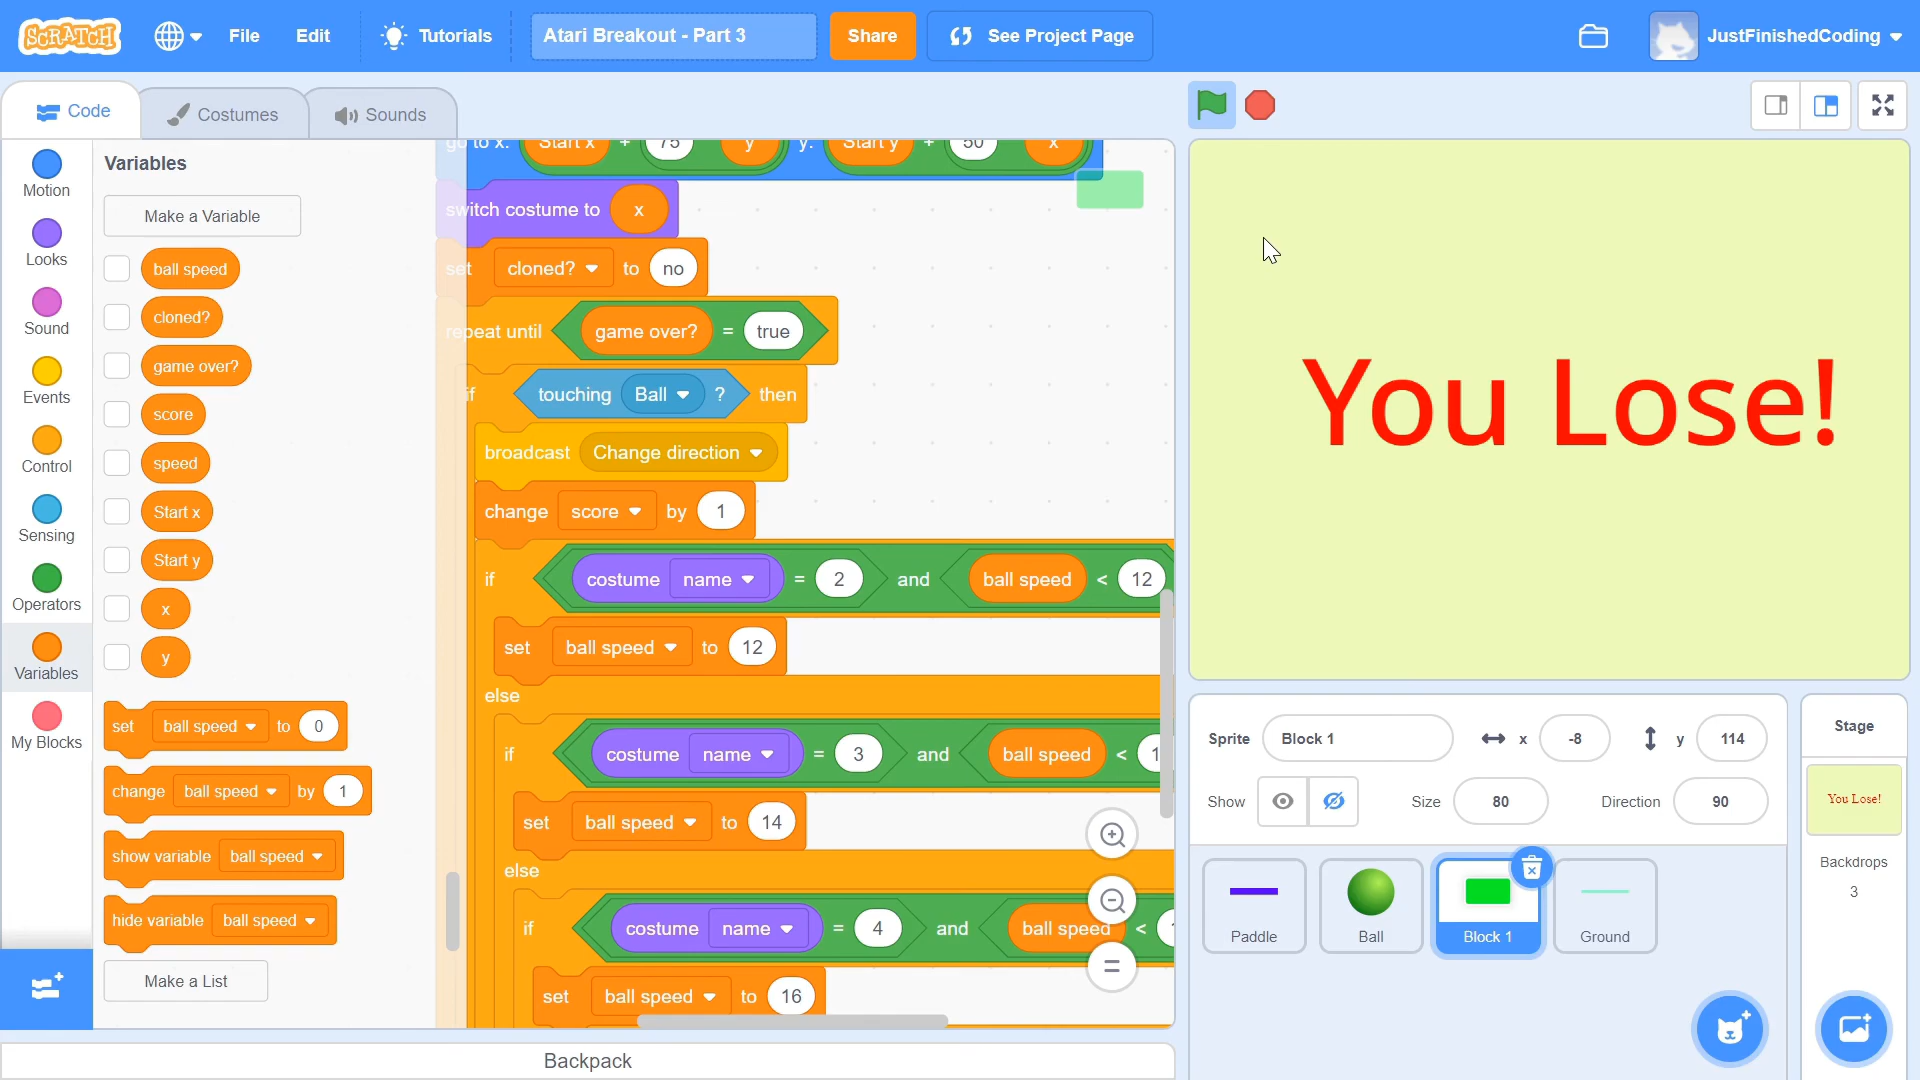 SCRATCH File Edit Tutorials Atari Breakout - Part 3 Share See Project Page JustFinishedCoding
Code Costumes Sounds
Motion
Looks
Sound
Events
Control
Sensing
Operators
Variables
My Blocks
Variables
Make a Variable
ball speed
cloned?
game over?
score
speed
Start x
Start y
x
y
set ball speed to 0
change ball speed by 1
show variable ball speed
hide variable ball speed
Make a List
go to x: Start x + 75 y y: Start y + 50 x
switch costume to x
set cloned? to no
repeat until game over? = true
if touching Ball ? then
broadcast Change direction
change score by 1
if costume name = 2 and ball speed < 12
set ball speed to 12
else
if costume name = 3 and ball speed < 1
set ball speed to 14
else
if costume name = 4 and ball speed <
set ball speed to 16
Backpack
You Lose!
Sprite Block 1 x -8 y 114
Show Size 80 Direction 90
Paddle
Ball
Block 1
Ground
Stage
You Lose!
Backdrops
3